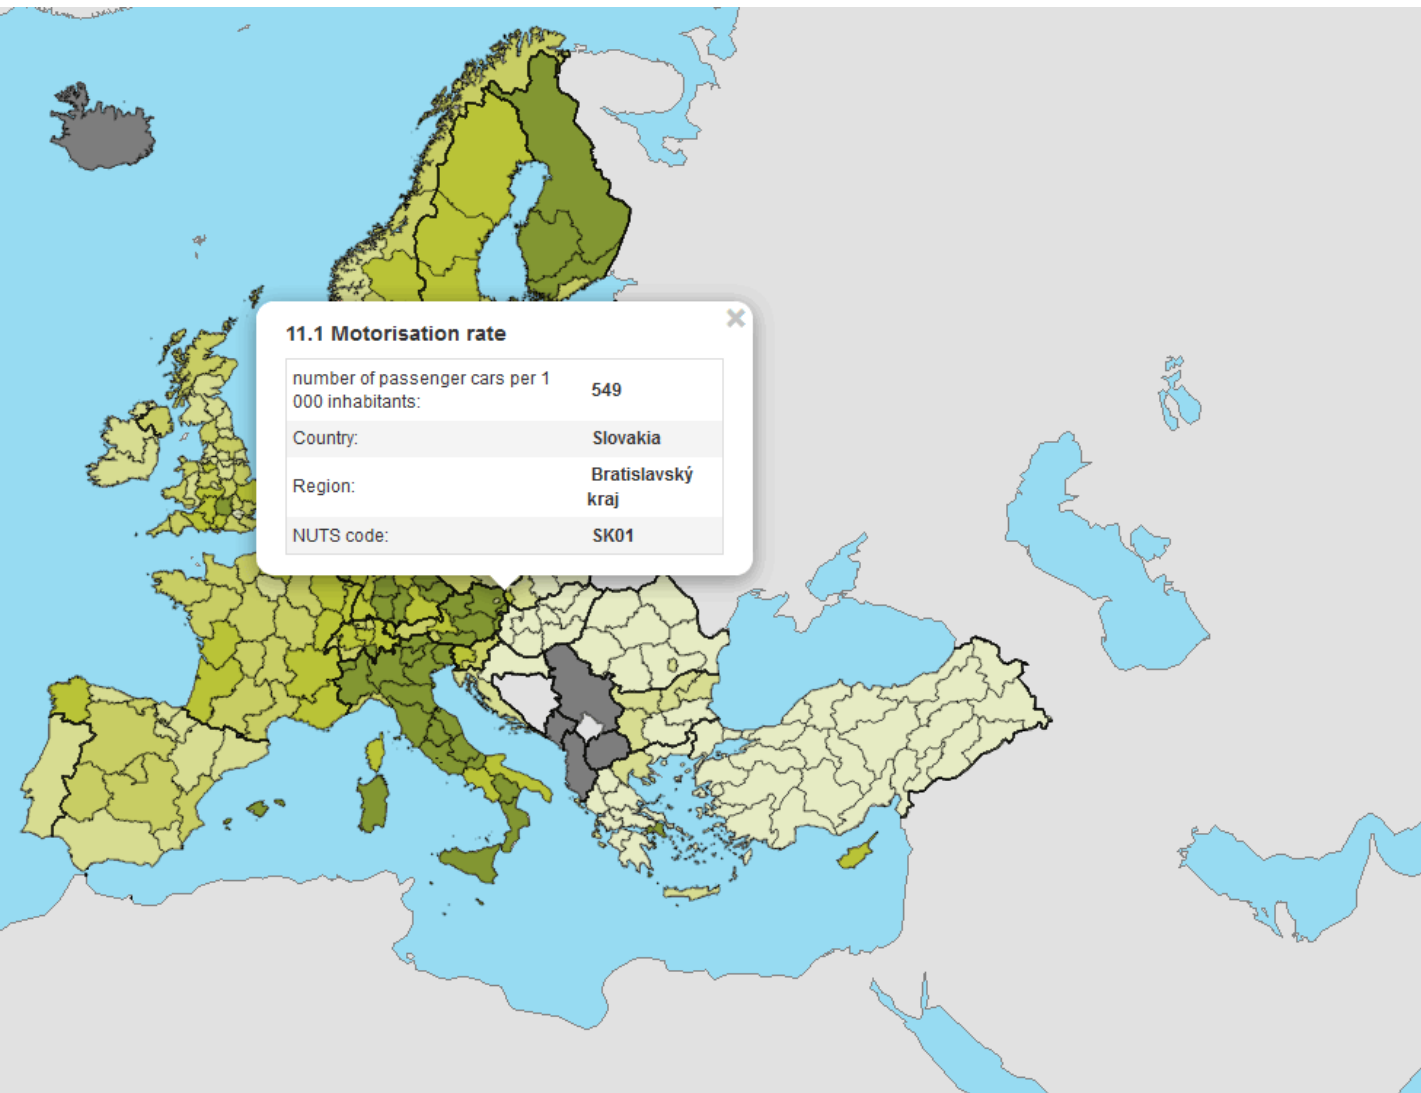 11.1 Motorisation rate
number of passenger cars per 1
000 inhabitants:
549
Country:
Slovakia
Region:
Bratislavský
kraj
NUTS code:
SK01